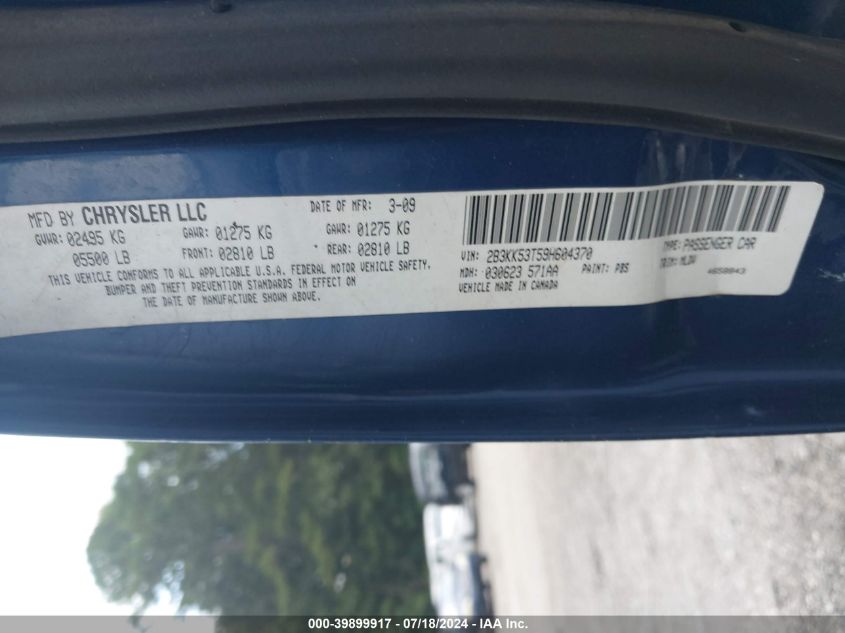 MFD BY CHRYSLER LLC
DATE OF MFR: 3-09
GVWR: 02495 KG
GAWR: 01275 KG
GAWR: 01275 KG
05500 LB
FRONT: 02810 LB
REAR: 02810 LB
THIS VEHICLE CONFORMS TO ALL APPLICABLE U.S.A. FEDERAL MOTOR VEHICLE SAFETY,
BUMPER AND THEFT PREVENTION STANDARDS IN EFFECT ON
THE DATE OF MANUFACTURE SHOWN ABOVE.
VIN: 2B3KK53T59H604370
TYPE: PASSENGER CAR
MDH: 030623 571AA
PAINT: PBS
TRIM: MLDV
VEHICLE MADE IN CANADA
4658843
000-39899917 - 07/18/2024 - IAA Inc.